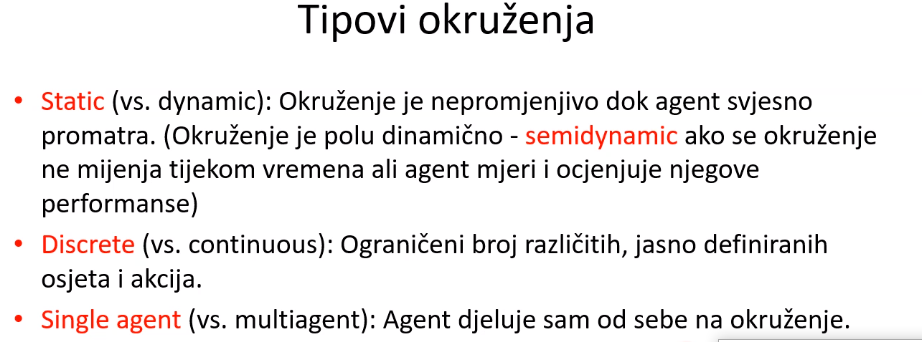 Tipovi okruženja
• Static (vs. dynamic): Okruženje je nepromjenjivo dok agent svjesno
promatra. (Okruženje je polu dinamično - semidynamic ako se okruženje
ne mijenja tijekom vremena ali agent mjeri i ocjenjuje njegove
performanse)
• Discrete (vs. continuous): Ograničeni broj različitih, jasno definiranih
osjeta i akcija.
• Single agent (vs. multiagent): Agent djeluje sam od sebe na okruženje.